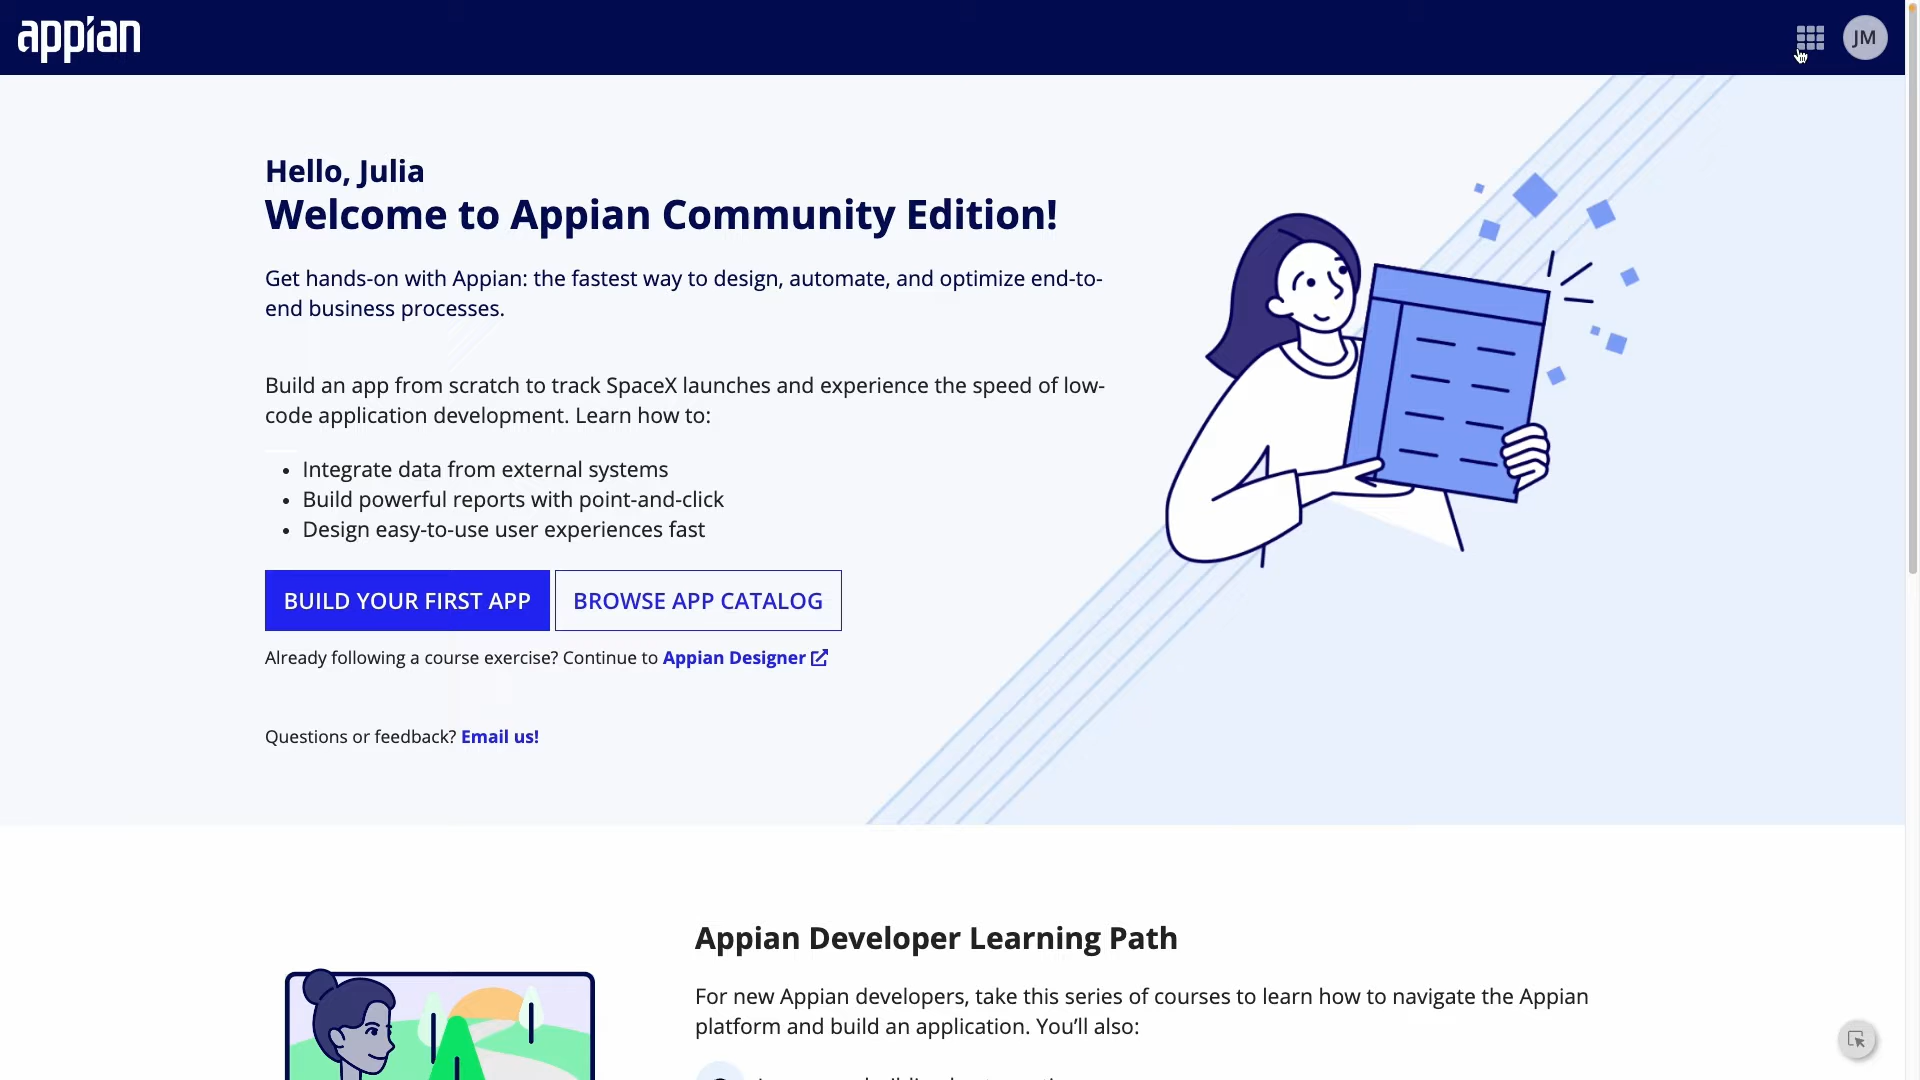 appian
JM
Hello, Julia
Welcome to Appian Community Edition!
Get hands-on with Appian: the fastest way to design, automate, and optimize end-to-
end business processes.
Build an app from scratch to track SpaceX launches and experience the speed of low-
code application development. Learn how to:
• Integrate data from external systems
• Build powerful reports with point-and-click
• Design easy-to-use user experiences fast
BUILD YOUR FIRST APP
BROWSE APP CATALOG
Already following a course exercise? Continue to Appian Designer
Questions or feedback? Email us!
Appian Developer Learning Path
For new Appian developers, take this series of courses to learn how to navigate the Appian
platform and build an application. You'll also: